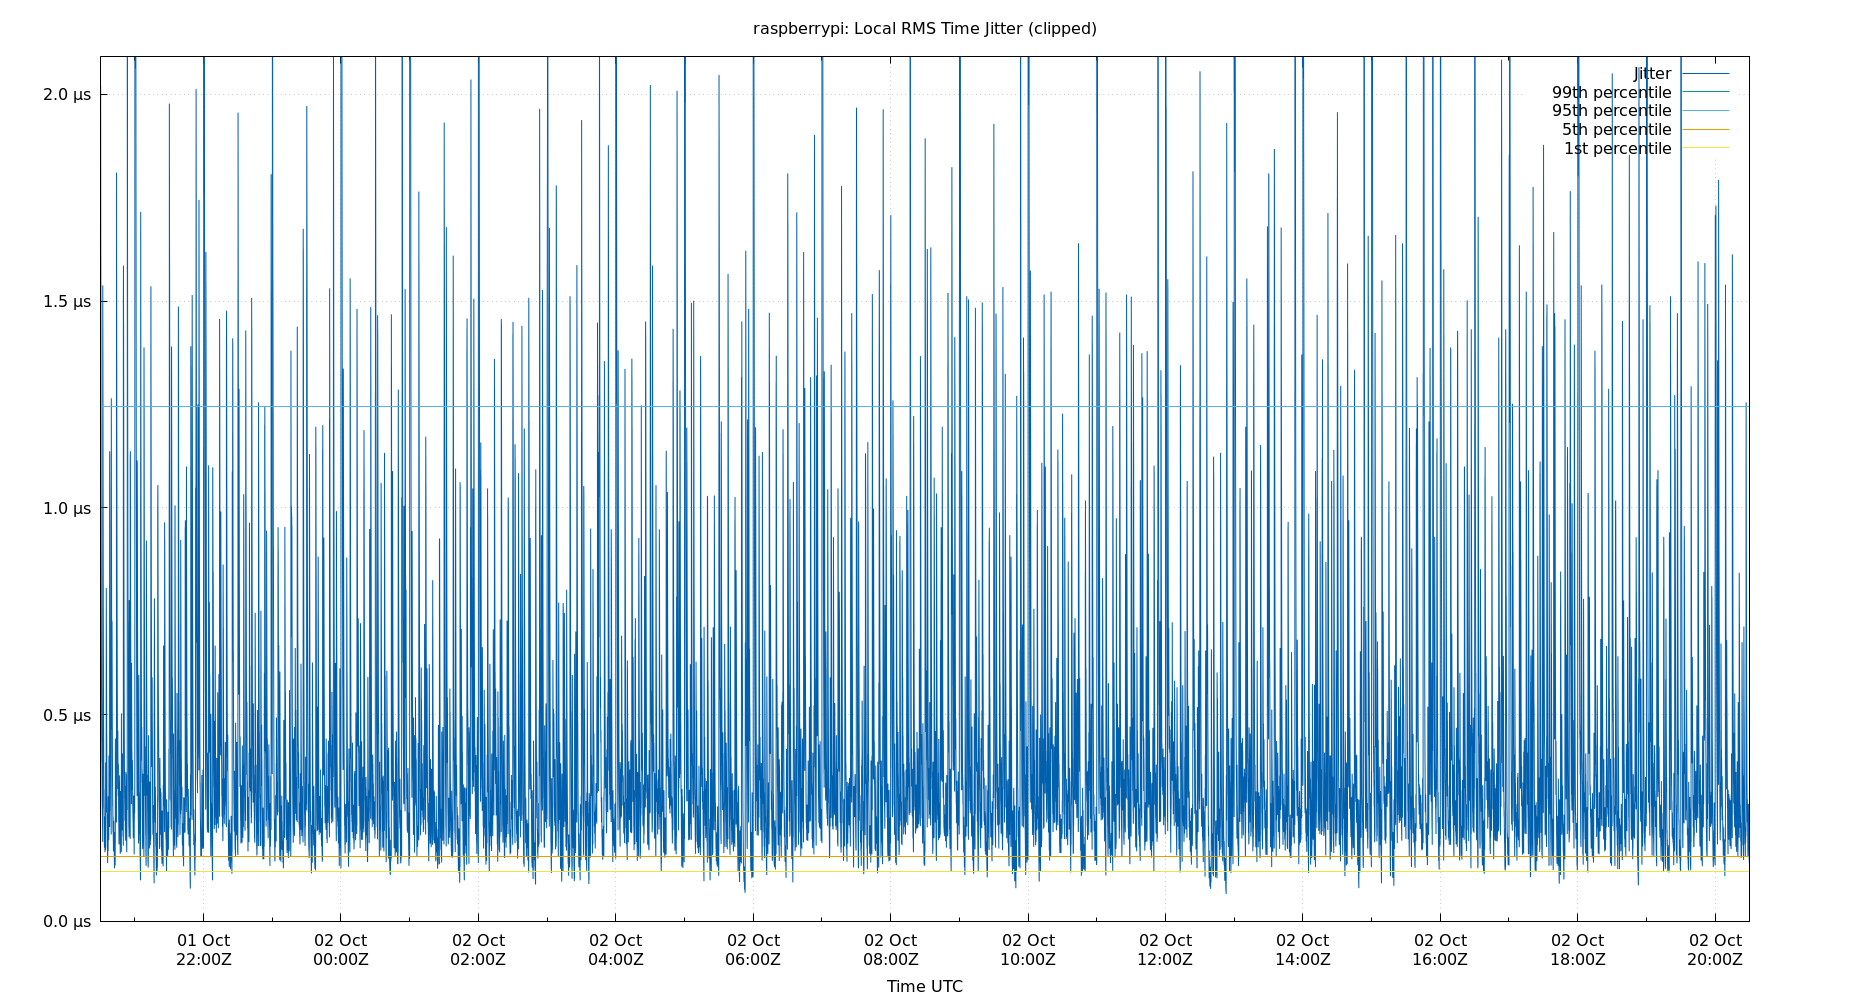 raspberrypi: Local RMS Time Jitter (clipped)
Jitter
99th percentile
95th percentile
5th percentile
1st percentile
2.0 µs
1.5 µs
1.0 µs
0.5 µs
0.0 µs
01 Oct 02 Oct 02 Oct 02 Oct 02 Oct 02 Oct 02 Oct 02 Oct 02 Oct 02 Oct 02 Oct 02 Oct
22:00Z 00:00Z 02:00Z 04:00Z 06:00Z 08:00Z 10:00Z 12:00Z 14:00Z 16:00Z 18:00Z 20:00Z
Time UTC